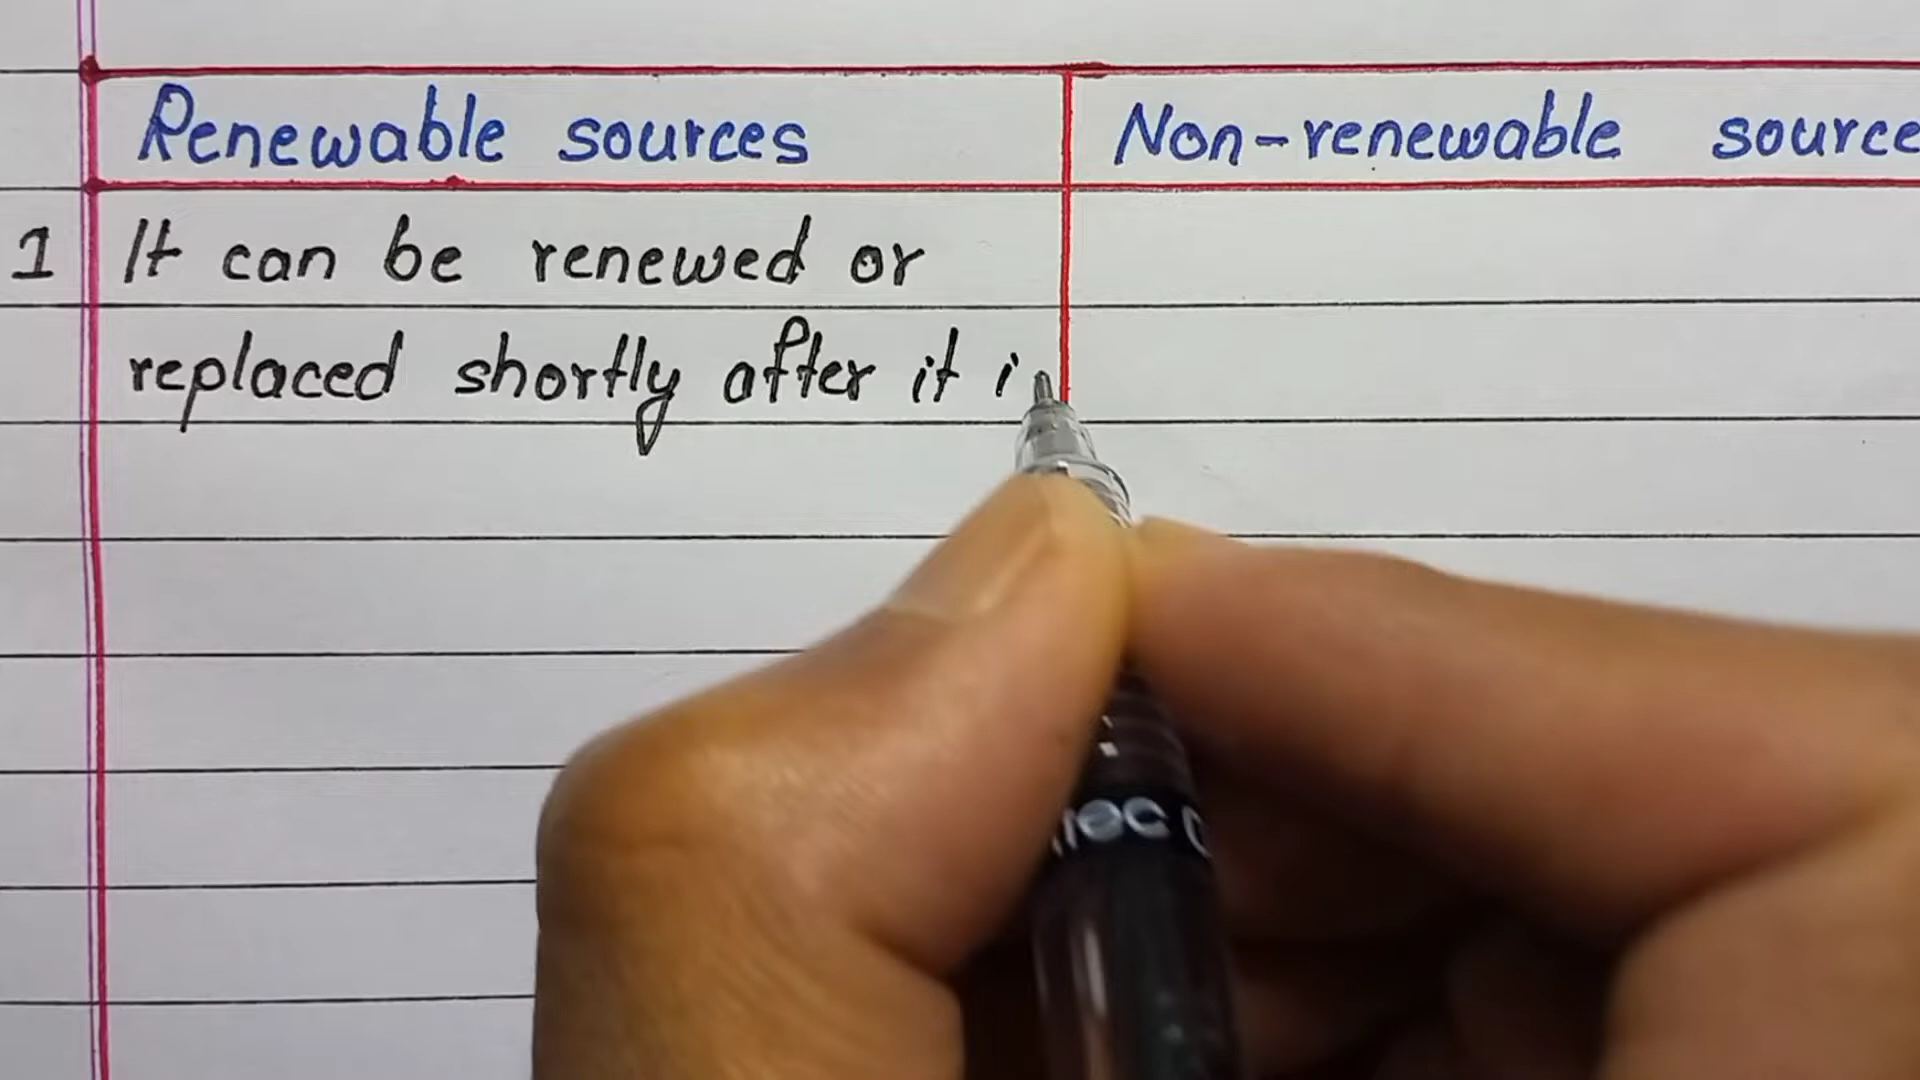 Renewable sources Non-renewable source
1 It can be renewed or
replaced shortly after it i